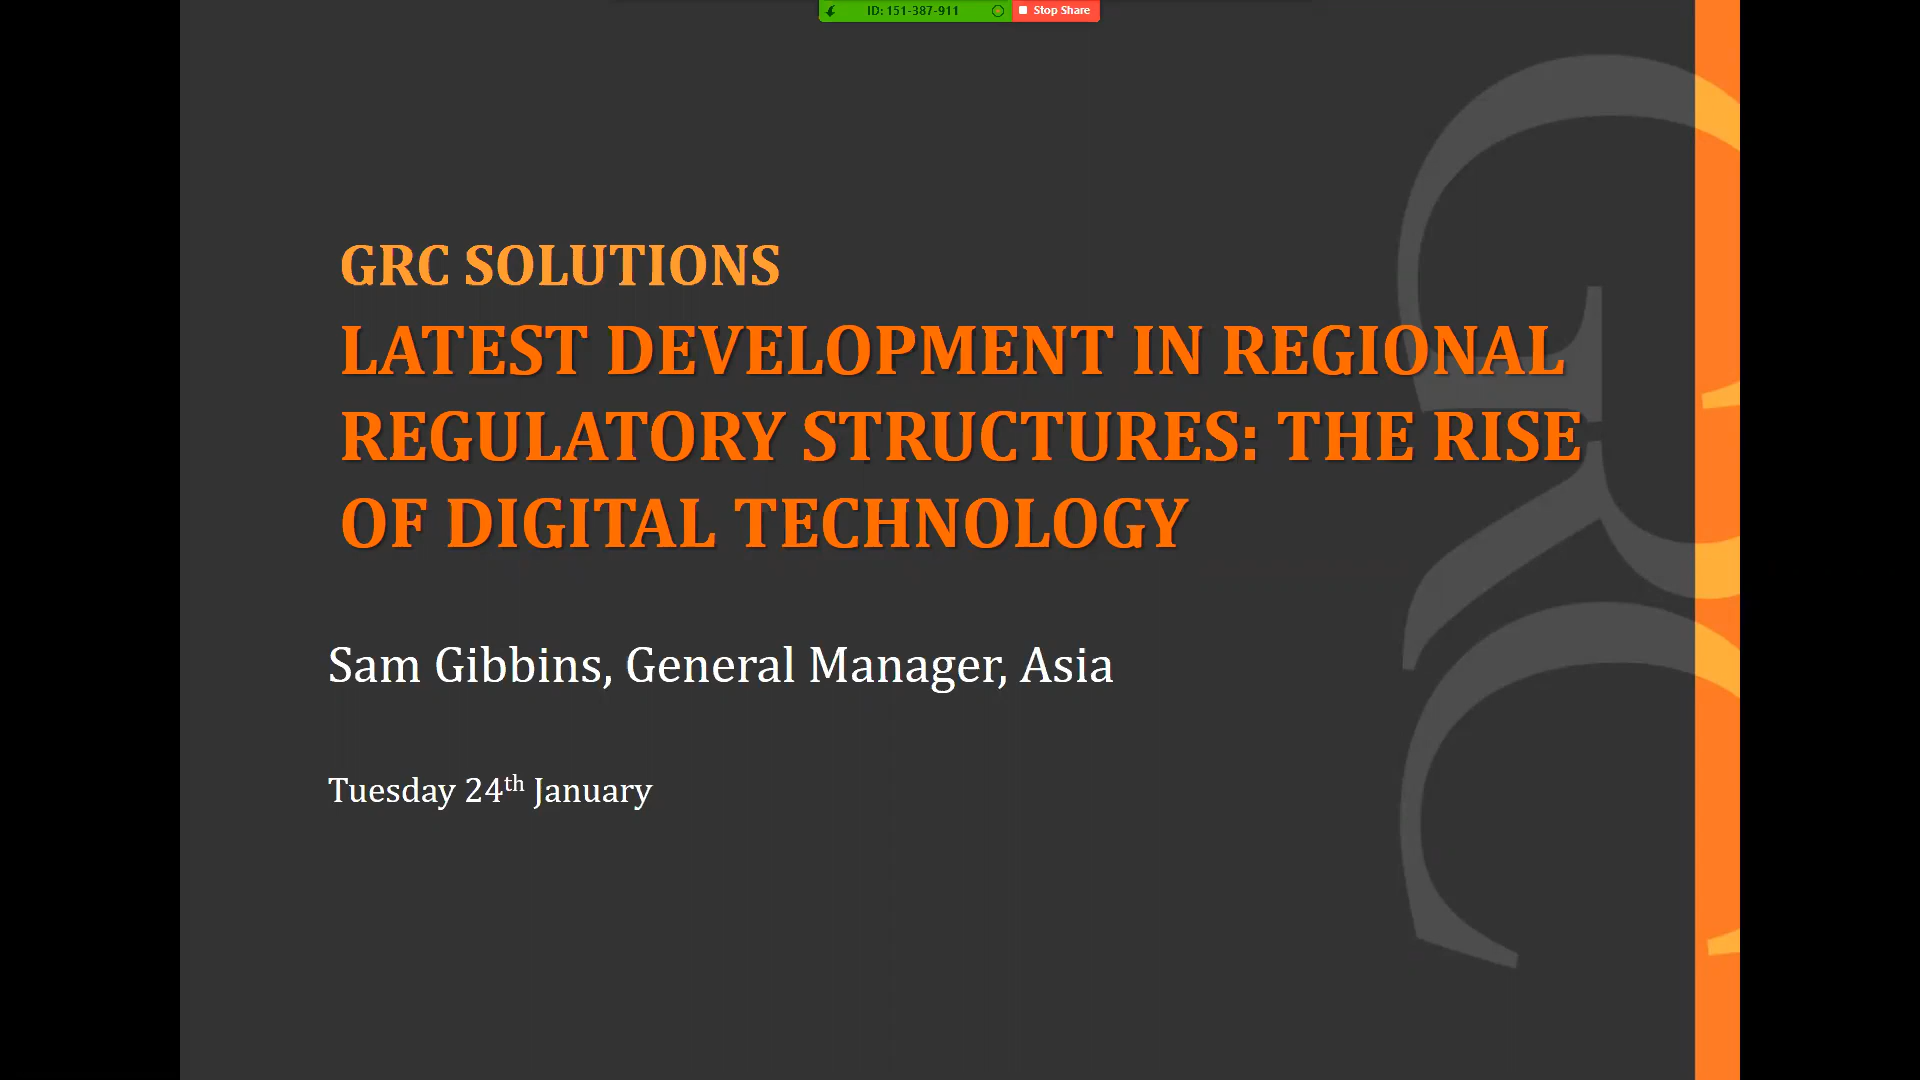 ID: 151-387-911 Stop Share
GRC SOLUTIONS
LATEST DEVELOPMENT IN REGIONAL
REGULATORY STRUCTURES: THE RISE
OF DIGITAL TECHNOLOGY
Sam Gibbins, General Manager, Asia
Tuesday 24th January
GRC